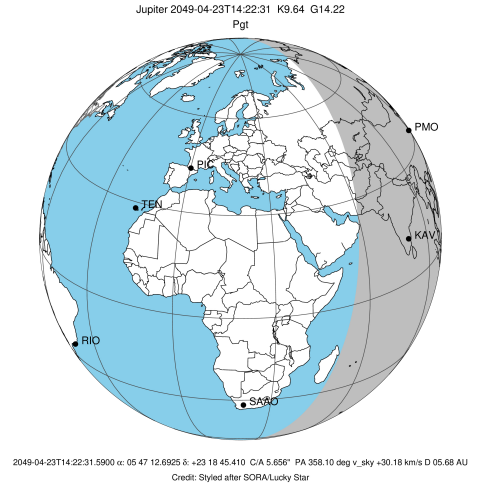 Jupiter 2049-04-23T14:22:31 K9.64 G14.22
Pgt
PMO
PIC
TEN
KAV
RIO
SAAO
2049-04-23T14:22:31.5900 α: 05 47 12.6925 δ: +23 18 45.410 C/A 5.656" PA 358.10 deg v_sky +30.18 km/s D 05.68 AU
Credit: Styled after SORA/Lucky Star